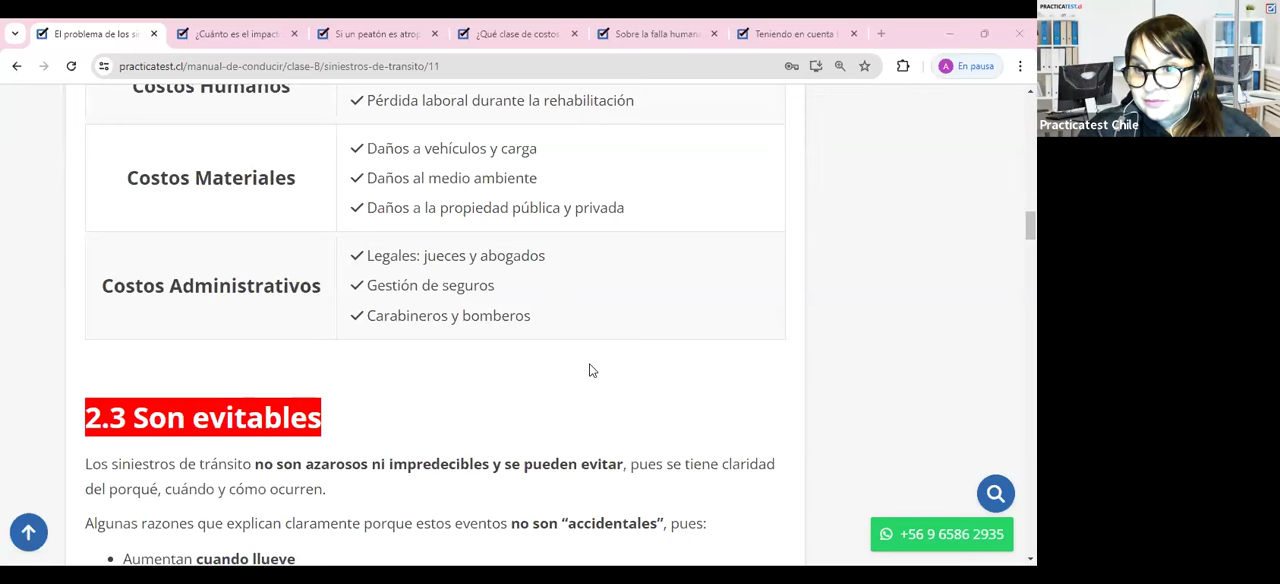 El problema de los si
¿Cuánto es el impact
Si un peatón es atrop
¿Qué clase de costos
Sobre la falla humana
Teniendo en cuenta l
practicatest.cl/manual-de-conducir/clase-B/siniestros-de-transito/11
A
En pausa
PRACTICATEST.cl
Practicatest Chile
Costos Humanos
✓ Pérdida laboral durante la rehabilitación
Costos Materiales
✓ Daños a vehículos y carga
✓ Daños al medio ambiente
✓ Daños a la propiedad pública y privada
Costos Administrativos
✓ Legales: jueces y abogados
✓ Gestión de seguros
✓ Carabineros y bomberos
2.3 Son evitables
Los siniestros de tránsito no son azarosos ni impredecibles y se pueden evitar, pues se tiene claridad
del porqué, cuándo y cómo ocurren.
Algunas razones que explican claramente porque estos eventos no son “accidentales”, pues:
• Aumentan cuando llueve
+56 9 6586 2935